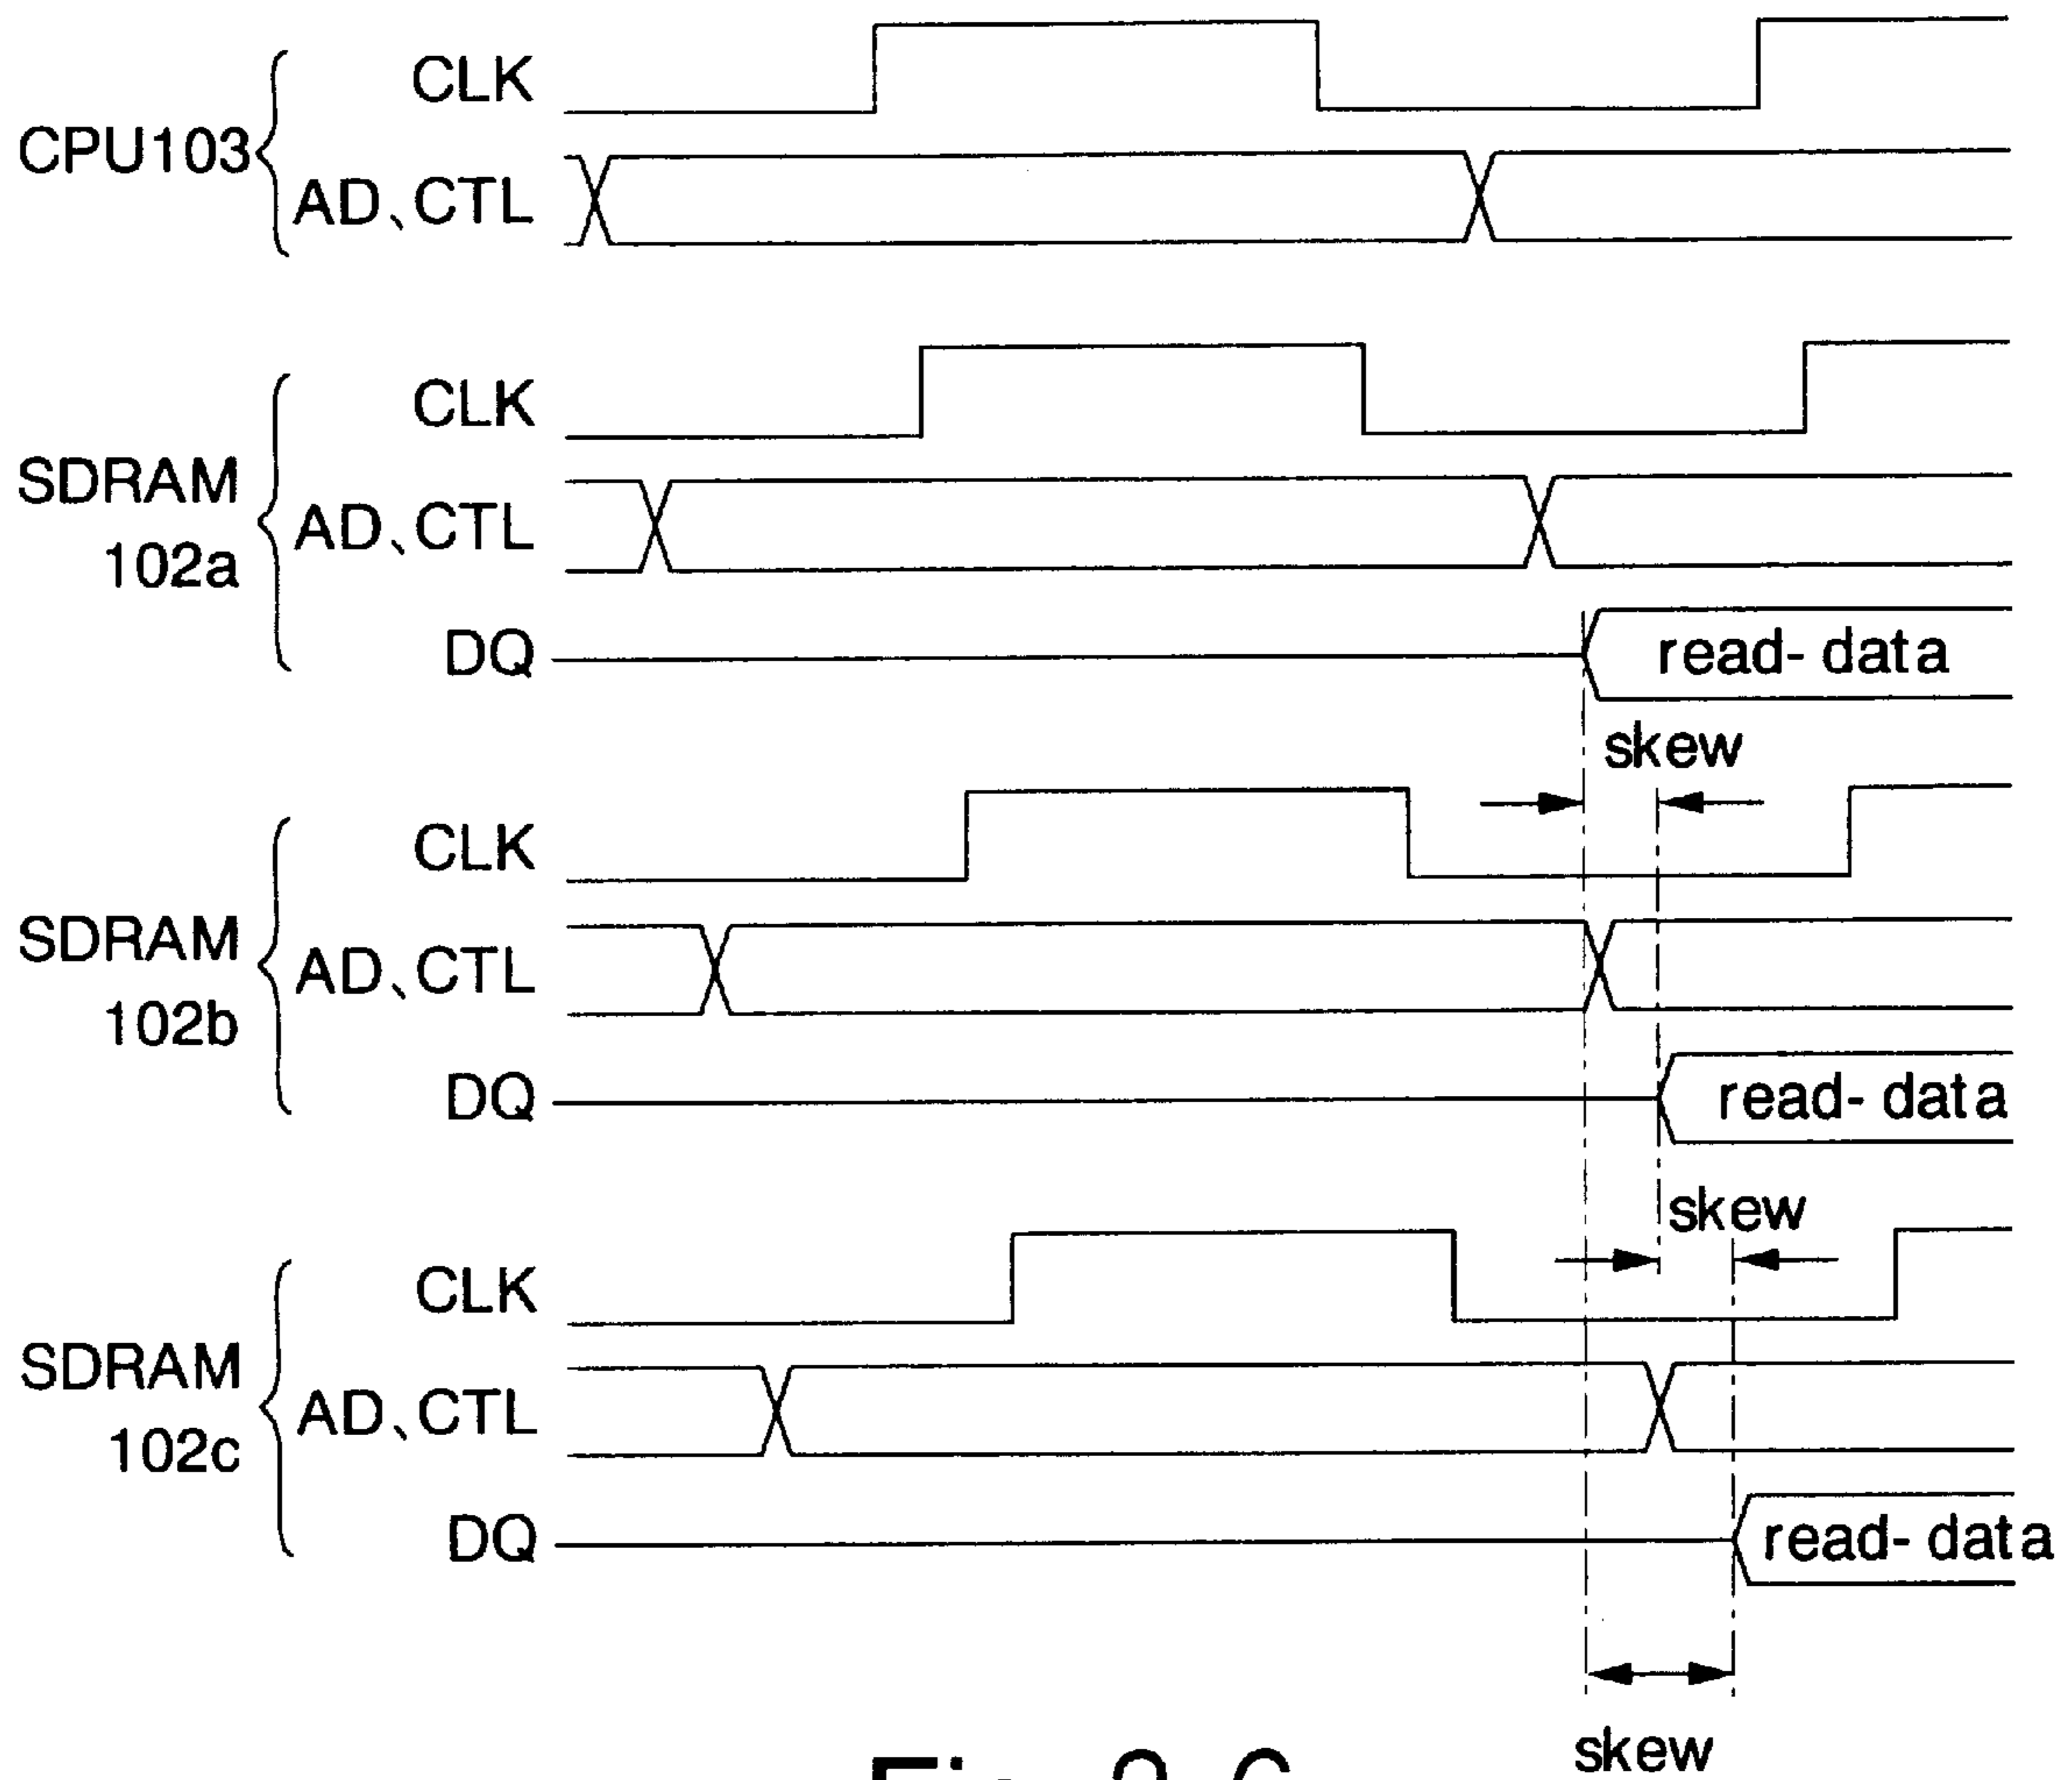 CLK
CPU103
AD、CTL
CLK
SDRAM
102a
AD、CTL
DQ
read-data
skew
CLK
SDRAM
102b
AD、CTL
DQ
read-data
skew
CLK
SDRAM
102c
AD、CTL
DQ
read-data
skew